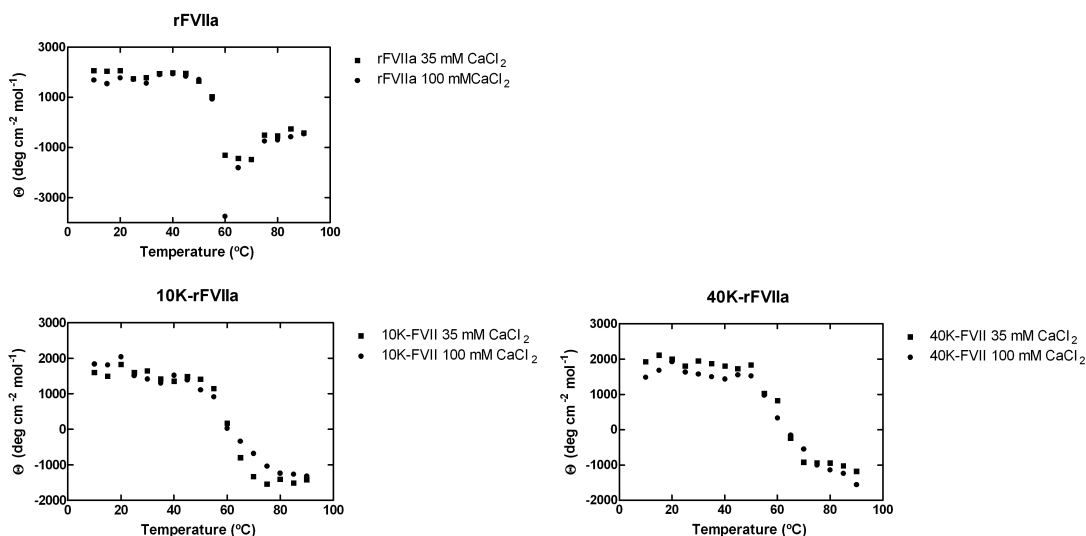 rFVIIa
rFVIIa 35 mM CaCl2
rFVIIa 100 mMCaCl2
Θ (deg cm-2 mol-1)
3000
1000
-1000
-3000
0 20 40 60 80 100
Temperature (ºC)
10K-rFVIIa
10K-FVII 35 mM CaCl2
10K-FVII 100 mM CaCl2
Θ (deg cm-2 mol-1)
3000
2000
1000
0
-1000
-2000
0 20 40 60 80 100
Temperature (ºC)
40K-rFVIIa
40K-FVII 35 mM CaCl2
40K-FVII 100 mM CaCl2
Θ (deg cm-2 mol-1)
3000
2000
1000
0
-1000
-2000
0 20 40 60 80 100
Temperature (ºC)